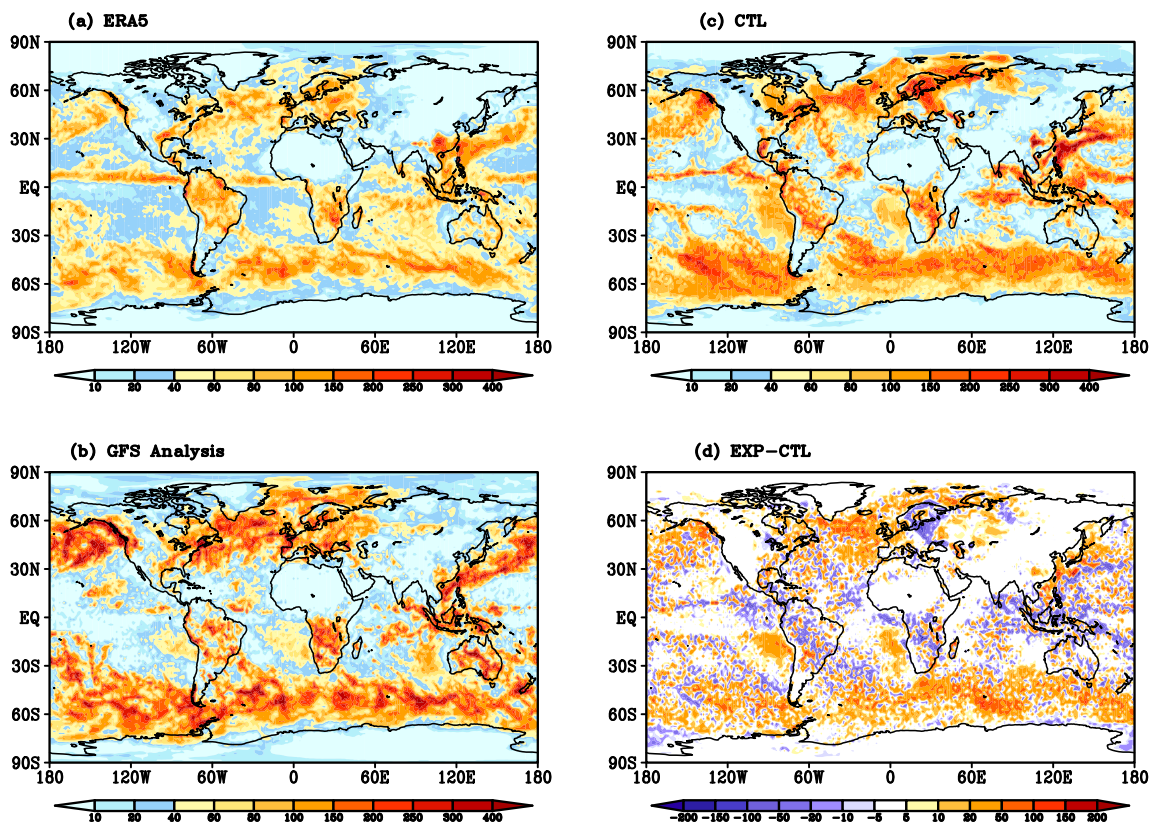 (a) ERA5
90N
60N
30N
EQ
30S
60S
90S
180 120W 60W 0 60E 120E 180
10 20 40 60 80 100 150 200 250 300 400
(c) CTL
90N
60N
30N
EQ
30S
60S
90S
180 120W 60W 0 60E 120E 180
10 20 40 60 80 100 150 200 250 300 400
(b) GFS Analysis
90N
60N
30N
EQ
30S
60S
90S
180 120W 60W 0 60E 120E 180
10 20 40 60 80 100 150 200 250 300 400
(d) EXP-CTL
90N
60N
30N
EQ
30S
60S
90S
180 120W 60W 0 60E 120E 180
-200 -150 -100 -50 -20 -10 -5 5 10 20 50 100 150 200